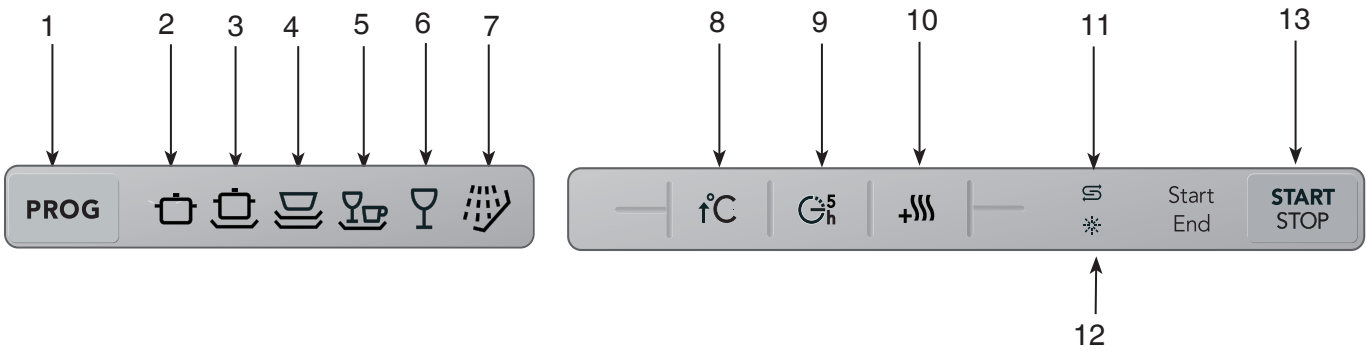 1 2 3 4 5 6 7 8 9 10 11 13
PROG
↑°C
5
h
+
Start
End
START
STOP
12